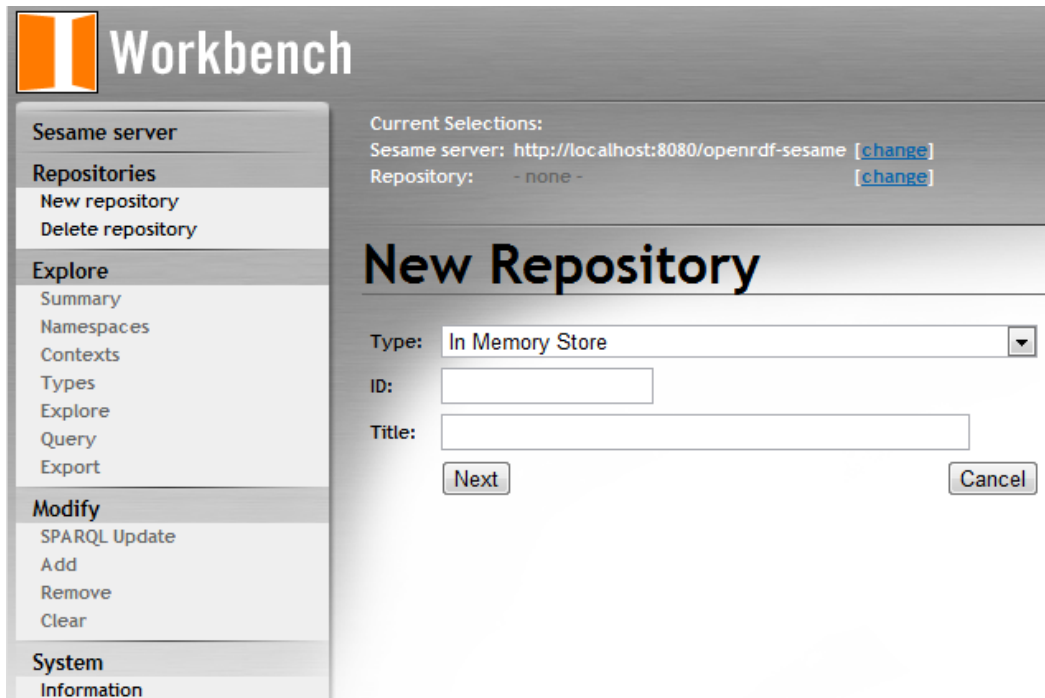 Workbench
Sesame server
Repositories
New repository
Delete repository
Explore
Summary
Namespaces
Contexts
Types
Explore
Query
Export
Modify
SPARQL Update
Add
Remove
Clear
System
Information
Current Selections:
Sesame server: http://localhost:8080/openrdf-sesame [change]
Repository: - none - [change]
New Repository
Type: In Memory Store
ID:
Title:
Next Cancel